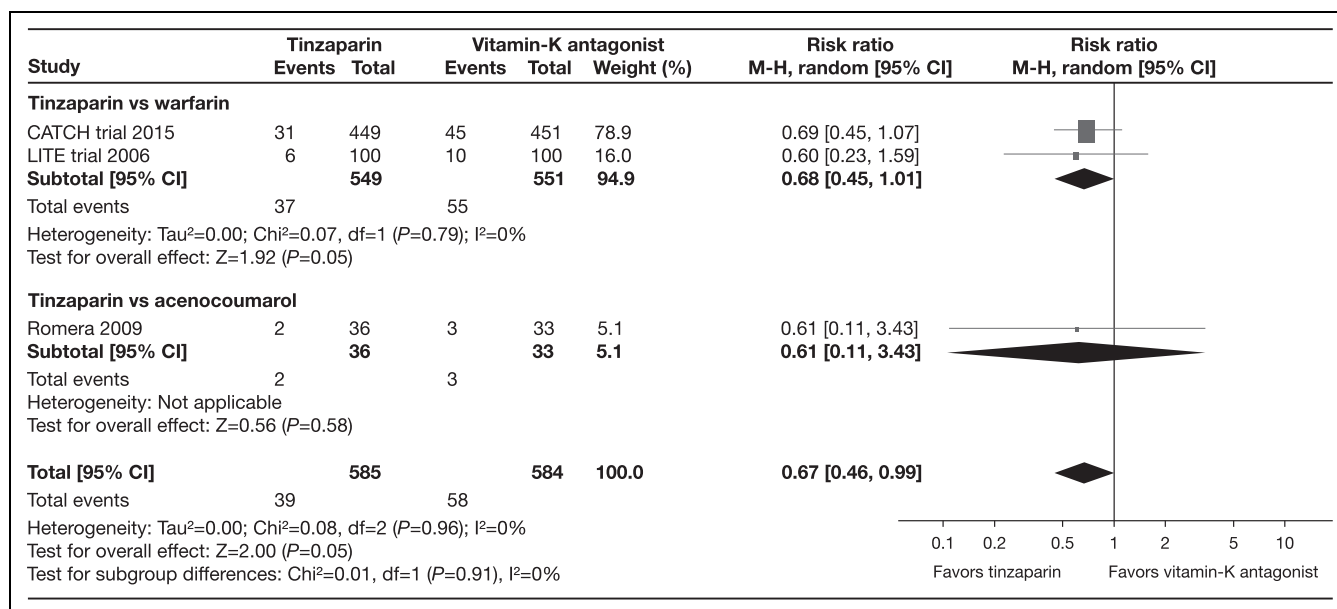 Tinzaparin Vitamin-K antagonist Risk ratio Risk ratio
Study Events Total Events Total Weight (%) M-H, random [95% CI] M-H, random [95% CI]
Tinzaparin vs warfarin
CATCH trial 2015 31 449 45 451 78.9 0.69 [0.45, 1.07]
LITE trial 2006 6 100 10 100 16.0 0.60 [0.23, 1.59]
Subtotal [95% CI] 549 551 94.9 0.68 [0.45, 1.01]
Total events 37 55
Heterogeneity: Tau²=0.00; Chi²=0.07, df=1 (P=0.79); I²=0%
Test for overall effect: Z=1.92 (P=0.05)
Tinzaparin vs acenocoumarol
Romera 2009 2 36 3 33 5.1 0.61 [0.11, 3.43]
Subtotal [95% CI] 36 33 5.1 0.61 [0.11, 3.43]
Total events 2 3
Heterogeneity: Not applicable
Test for overall effect: Z=0.56 (P=0.58)
Total [95% CI] 585 584 100.0 0.67 [0.46, 0.99]
Total events 39 58
Heterogeneity: Tau²=0.00; Chi²=0.08, df=2 (P=0.96); I²=0%
Test for overall effect: Z=2.00 (P=0.05)
Test for subgroup differences: Chi²=0.01, df=1 (P=0.91), I²=0%
0.1 0.2 0.5 1 2 5 10
Favors tinzaparin Favors vitamin-K antagonist